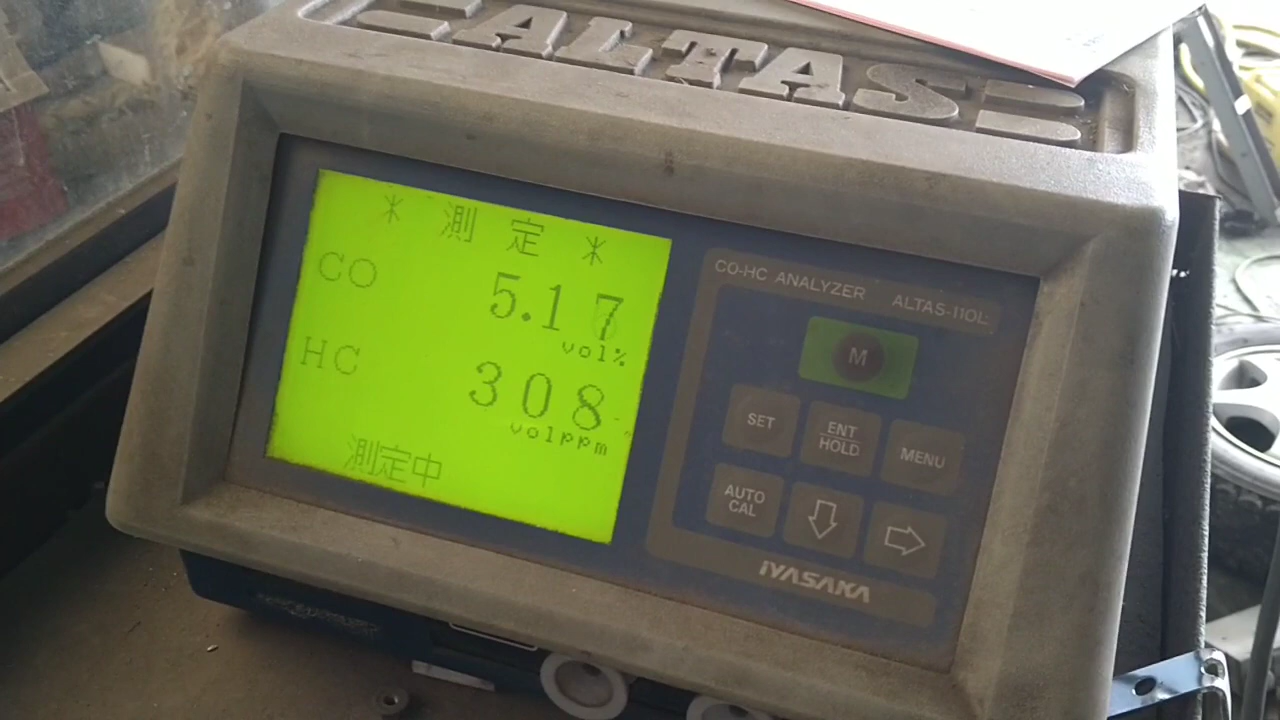 ALTAS
* 測 定 *
CO 5.17
vol%
HC 308
volppm
測定中
CO-HC ANALYZER ALTAS-110L
M
SET
ENT
HOLD
MENU
AUTO
CAL
IYASAKA